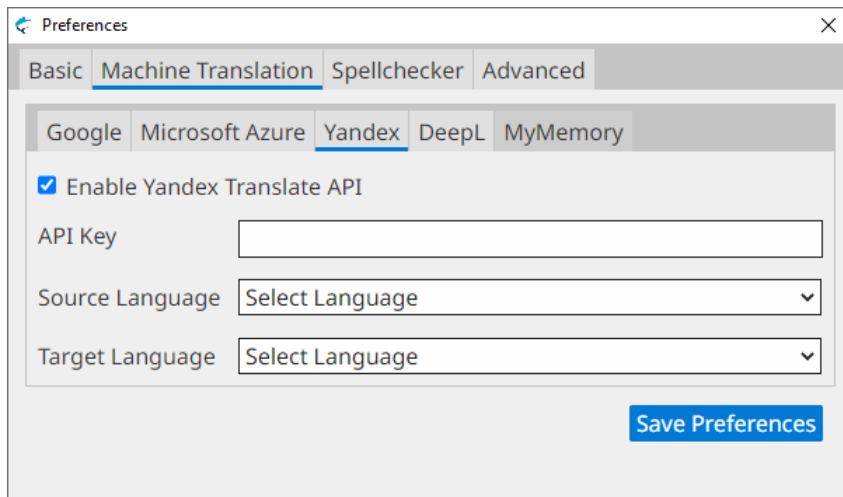 Preferences
Basic Machine Translation Spellchecker Advanced
Google Microsoft Azure Yandex DeepL MyMemory
Enable Yandex Translate API
API Key
Source Language Select Language
Target Language Select Language
Save Preferences